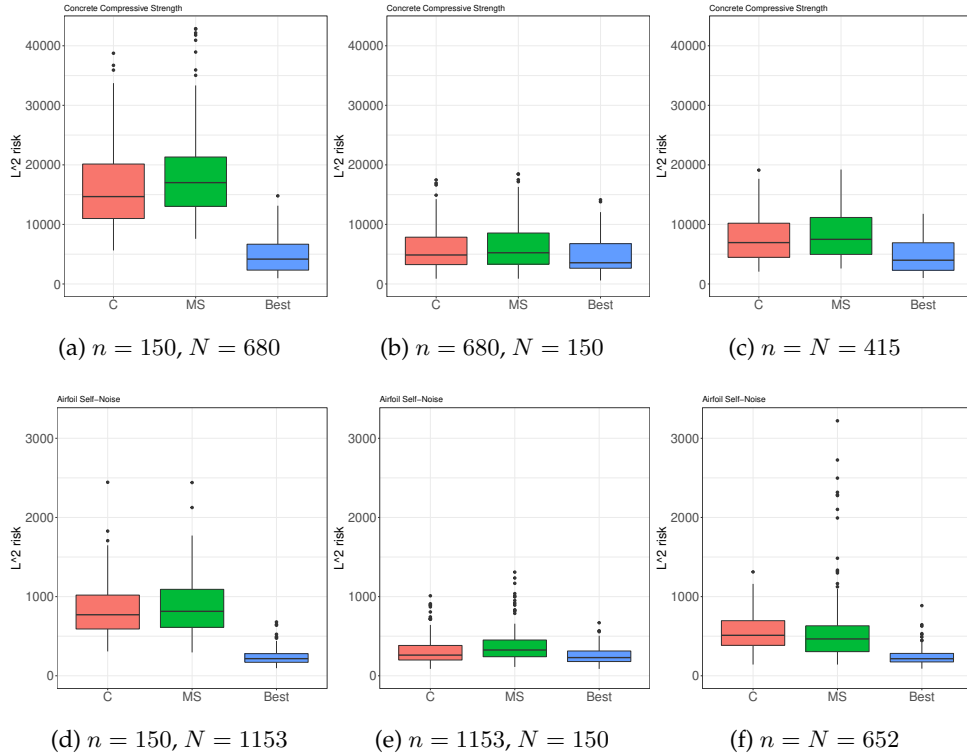 Concrete Compressive Strength
Concrete Compressive Strength
Concrete Compressive Strength
40000
30000
20000
10000
0
L^2 risk
C MS Best
40000
30000
20000
10000
0
L^2 risk
C MS Best
40000
30000
20000
10000
0
L^2 risk
C MS Best
(a) n = 150, N = 680
(b) n = 680, N = 150
(c) n = N = 415
Airfoil Self−Noise
Airfoil Self−Noise
Airfoil Self−Noise
3000
2000
1000
0
L^2 risk
C MS Best
3000
2000
1000
0
L^2 risk
C MS Best
3000
2000
1000
0
L^2 risk
C MS Best
(d) n = 150, N = 1153
(e) n = 1153, N = 150
(f) n = N = 652